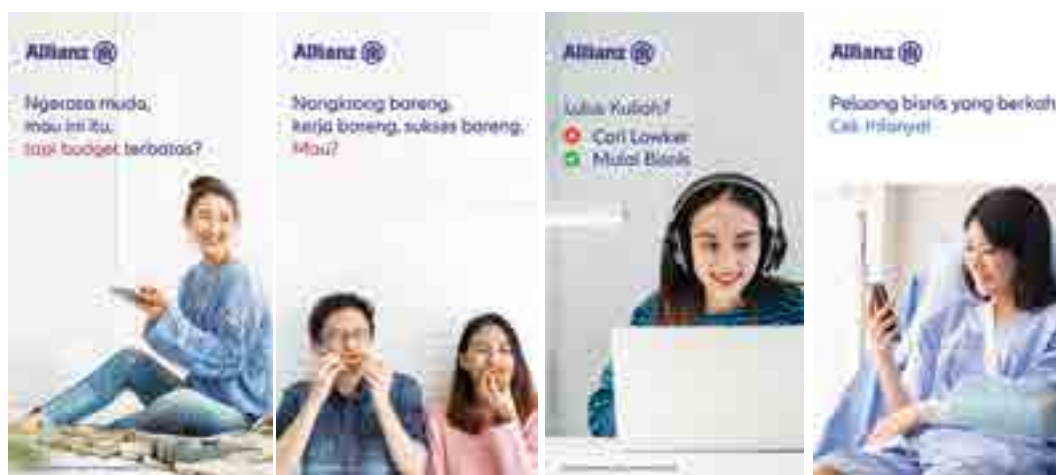 Allianz
Ngerasa muda,
mau ini itu,
tapi budget terbatas?
Allianz
Nongkrong bareng,
kerja bareng, sukses bareng.
Mau?
Allianz
Lulus Kuliah?
Cari Lowker
Mulai Bisnis
Allianz
Peluang bisnis yang berkah
Cek Infonya!